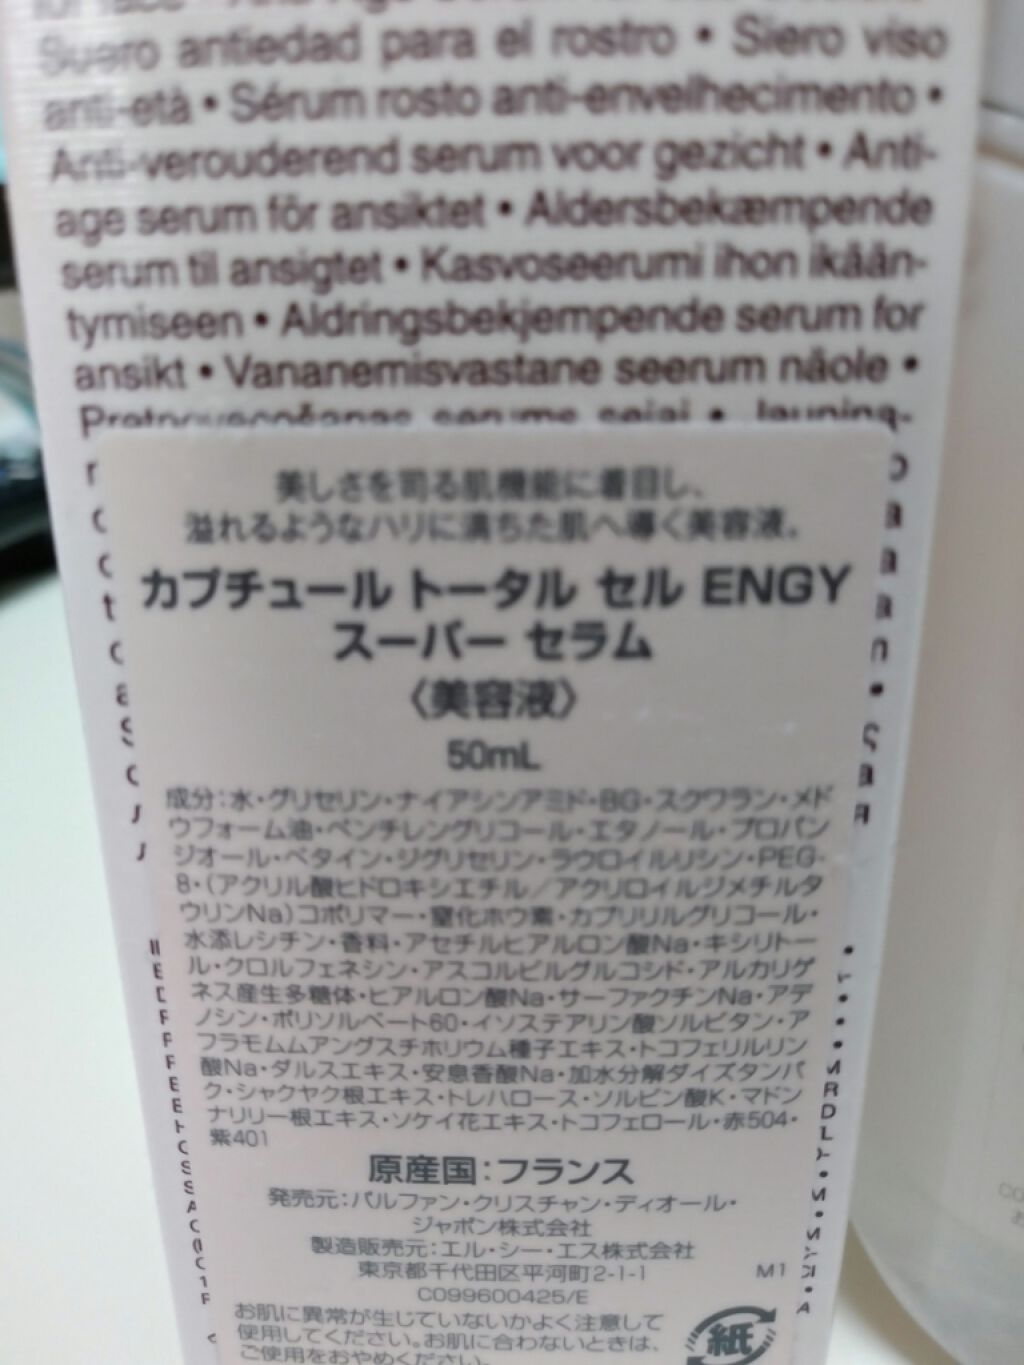 for face
Suero antiedad para el rostro • Siero viso
anti-età • Sérum rosto anti-envelhecimento •
Anti-verouderend serum voor gezicht • Anti-
age serum för ansiktet • Aldersbekæmpende
serum til ansigtet • Kasvoseerumi ihon ikään-
tymiseen • Aldringsbekjempende serum for
ansikt • Vananemisvastane seerum näole •
Pretnovecošanas serums sejai • Jaunina-
美しさを司る肌機能に着目し、
溢れるようなハリに満ちた肌へ導く美容液。
カプチュール トータル セル ENGY
スーパー セラム
〈美容液〉
50mL
成分：水・グリセリン・ナイアシンアミド・BG・スクワラン・メド
ウフォーム油・ペンチレングリコール・エタノール・プロパン
ジオール・ベタイン・ジグリセリン・ラウロイルリシン・PEG-
8・（アクリル酸ヒドロキシエチル／アクリロイルジメチルタ
ウリンNa）コポリマー・窒化ホウ素・カプリリルグリコール・
水添レシチン・香料・アセチルヒアルロン酸Na・キシリトー
ル・クロルフェネシン・アスコルビルグルコシド・アルカリゲ
ネス産生多糖体・ヒアルロン酸Na・サーファクチンNa・アデ
ノシン・ポリソルベート60・イソステアリン酸ソルビタン・ア
フラモムムアングスチホリウム種子エキス・トコフェリルリン
酸Na・ダルスエキス・安息香酸Na・加水分解ダイズタンパ
ク・シャクヤク根エキス・トレハロース・ソルビン酸K・マドン
ナリリー根エキス・ソケイ花エキス・トコフェロール・赤504・
紫401
原産国：フランス
発売元：パルファン・クリスチャン・ディオール・
ジャポン株式会社
製造販売元：エル・シー・エス株式会社
東京都千代田区平河町2-1-1 M1
C099600425/E
お肌に異常が生じていないかよく注意して
使用してください。お肌に合わないときは、
ご使用をおやめください。
紙